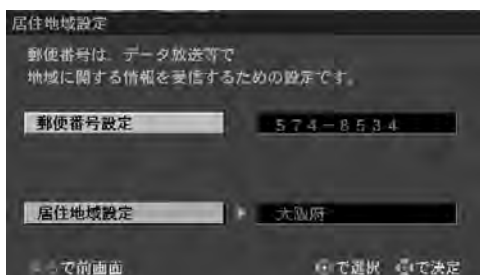 居住地域設定
郵便番号は、データ放送等で
地域に関する情報を受信するための設定です。
郵便番号設定 574-8534
居住地域設定 大阪府
で前画面 で選択 で決定